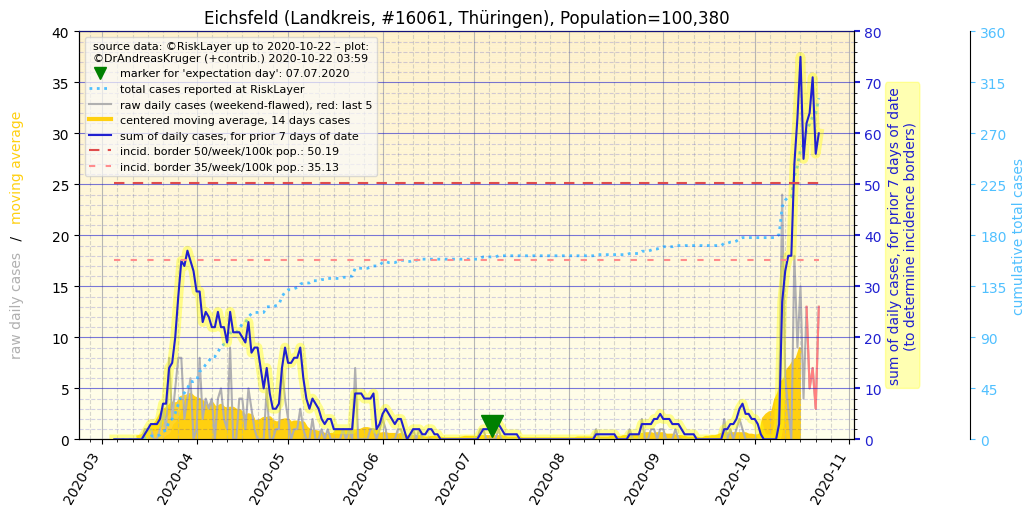 Eichsfeld (Landkreis, #16061, Thüringen), Population=100,380
source data: ©RiskLayer up to 2020-10-22 – plot:
©DrAndreasKruger (+contrib.) 2020-10-22 03:59
marker for 'expectation day': 07.07.2020
total cases reported at RiskLayer
raw daily cases (weekend-flawed), red: last 5
centered moving average, 14 days cases
sum of daily cases, for prior 7 days of date
incid. border 50/week/100k pop.: 50.19
incid. border 35/week/100k pop.: 35.13
raw daily cases / moving average
40
35
30
25
20
15
10
5
0
80
70
60
50
40
30
20
10
0
sum of daily cases, for prior 7 days of date
(to determine incidence borders)
360
315
270
225
180
135
90
45
0
cumulative total cases
2020-03
2020-04
2020-05
2020-06
2020-07
2020-08
2020-09
2020-10
2020-11